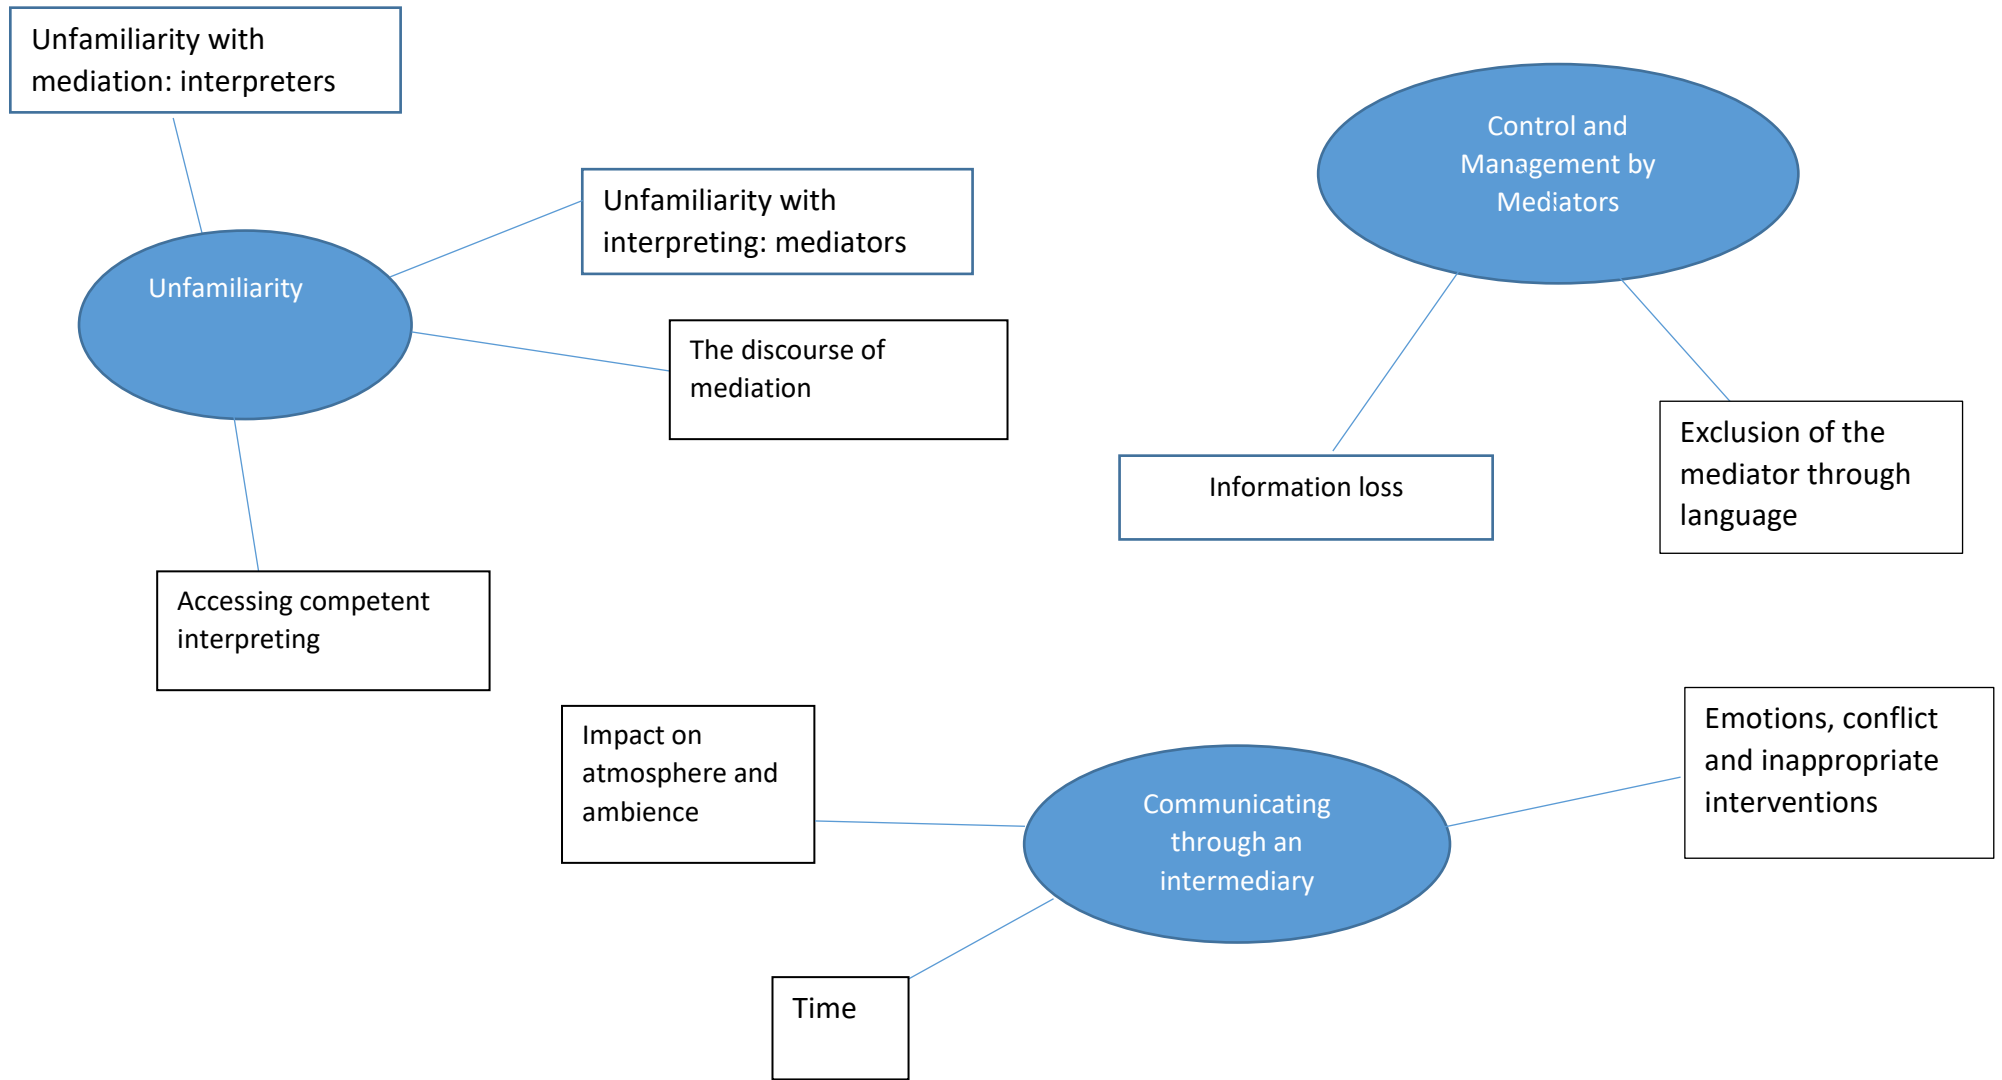 Unfamiliarity with
mediation: interpreters
Unfamiliarity with
interpreting: mediators
Unfamiliarity
The discourse of
mediation
Accessing competent
interpreting
Control and
Management by
Mediators
Information loss
Exclusion of the
mediator through
language
Impact on
atmosphere and
ambience
Communicating
through an
intermediary
Emotions, conflict
and inappropriate
interventions
Time